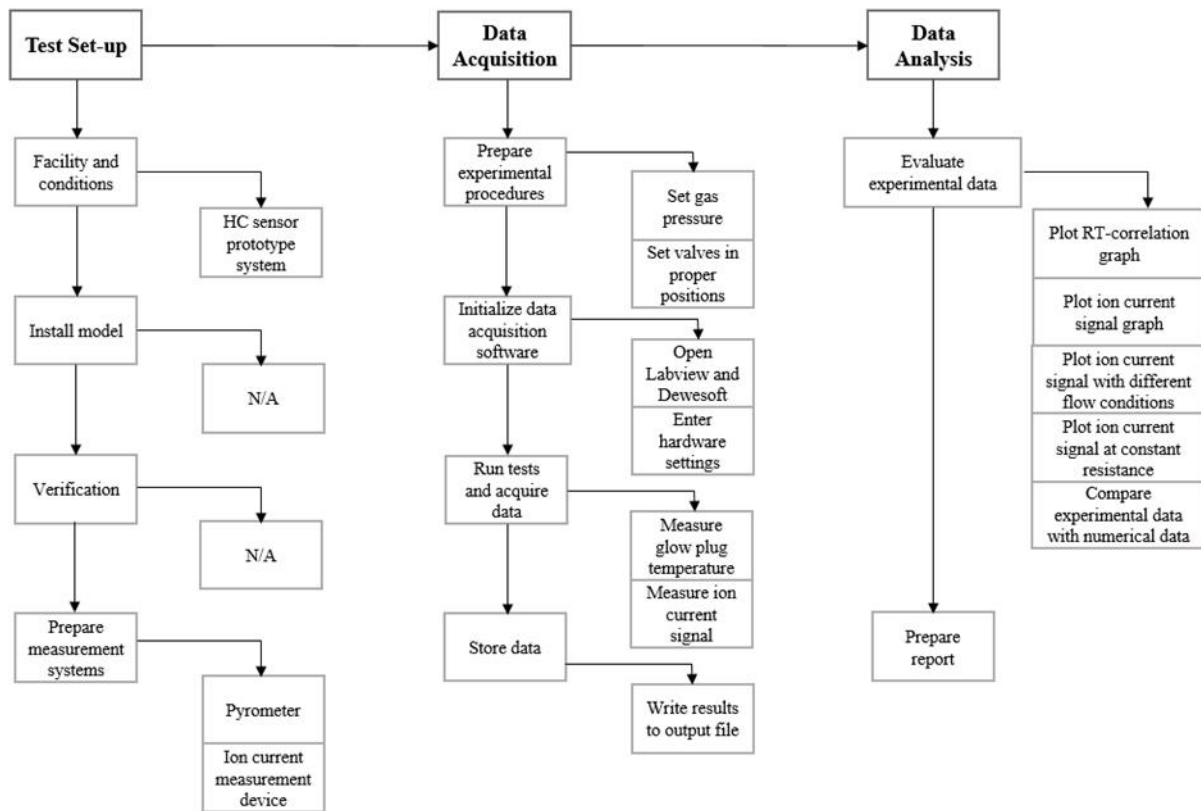 Test Set-up
Data
Acquisition
Data
Analysis
Facility and
conditions
HC sensor
prototype
system
Install model
N/A
Verification
N/A
Prepare
measurement
systems
Pyrometer
Ion current
measurement
device
Prepare
experimental
procedures
Set gas
pressure
Set valves in
proper
positions
Initialize data
acquisition
software
Open
Labview and
Dewesoft
Enter
hardware
settings
Run tests
and acquire
data
Measure
glow plug
temperature
Measure ion
current
signal
Store data
Write results
to output file
Evaluate
experimental data
Plot RT-correlation
graph
Plot ion current
signal graph
Plot ion current
signal with different
flow conditions
Plot ion current
signal at constant
resistance
Compare
experimental data
with numerical data
Prepare
report